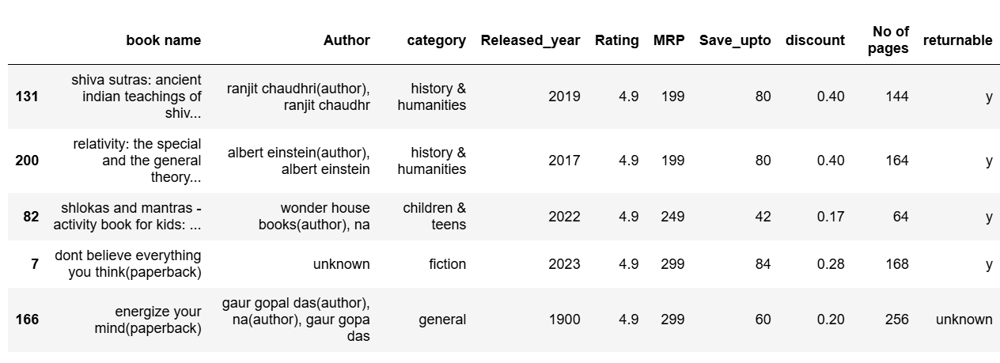 book name Author category Released_year Rating MRP Save_upto discount No of pages returnable
131 shiva sutras: ancient indian teachings of shiv... ranjit chaudhri(author), ranjit chaudhr history & humanities 2019 4.9 199 80 0.40 144 y
200 relativity: the special and the general theory... albert einstein(author), albert einstein history & humanities 2017 4.9 199 80 0.40 164 y
82 shlokas and mantras - activity book for kids: ... wonder house books(author), na children & teens 2022 4.9 249 42 0.17 64 y
7 dont believe everything you think(paperback) unknown fiction 2023 4.9 299 84 0.28 168 y
166 energize your mind(paperback) gaur gopal das(author), na(author), gaur gopa das general 1900 4.9 299 60 0.20 256 unknown